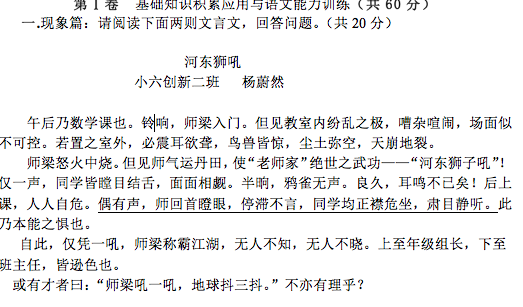 第Ⅰ卷 基础知识积累应用与语文能力训练（共 60 分）
一.现象篇：请阅读下面两则文言文，回答问题。（共 20 分）
河东狮吼
小六创新二班 杨蔚然
午后乃数学课也。铃响，师梁入门。但见教室内纷乱之极，嘈杂喧闹，场面似
不可控。若置之室外，必震耳欲聋，鸟兽皆惊，尘土弥空，天崩地裂。
师梁怒火中烧。但见师气运丹田，使“老师家”绝世之武功——“河东狮子吼”！
仅一声，同学皆瞠目结舌，面面相觑。半晌，鸦雀无声。良久，耳鸣不已矣！后上
课，人人自危。偶有声，师回首瞪眼，停滞不言，同学均正襟危坐，肃目静听。此
乃本能之惧也。
自此，仅凭一吼，师梁称霸江湖，无人不知，无人不晓。上至年级组长，下至
班主任，皆逊色也。
或有才者曰：“师梁吼一吼，地球抖三抖。”不亦有理乎？